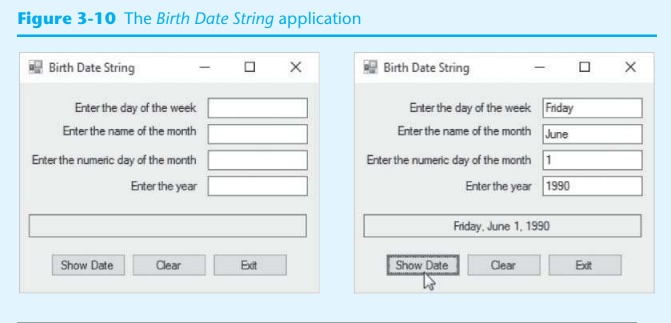 Figure 3-10 The Birth Date String application
Birth Date String
Enter the day of the week
Enter the name of the month
Enter the numeric day of the month
Enter the year
Show Date Clear Exit
Birth Date String
Enter the day of the week Friday
Enter the name of the month June
Enter the numeric day of the month 1
Enter the year 1990
Friday, June 1, 1990
Show Date Clear Exit